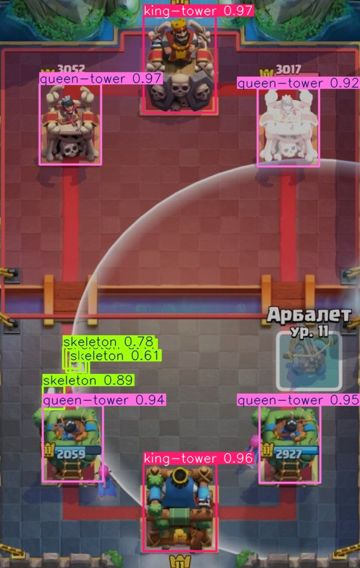 king-tower 0.97
3052
3017
queen-tower 0.97
queen-tower 0.92
Арбалет
Ур. 11
skeleton 0.78
skeleton 0.61
skeleton 0.89
queen-tower 0.94
queen-tower 0.95
2059
2927
king-tower 0.96